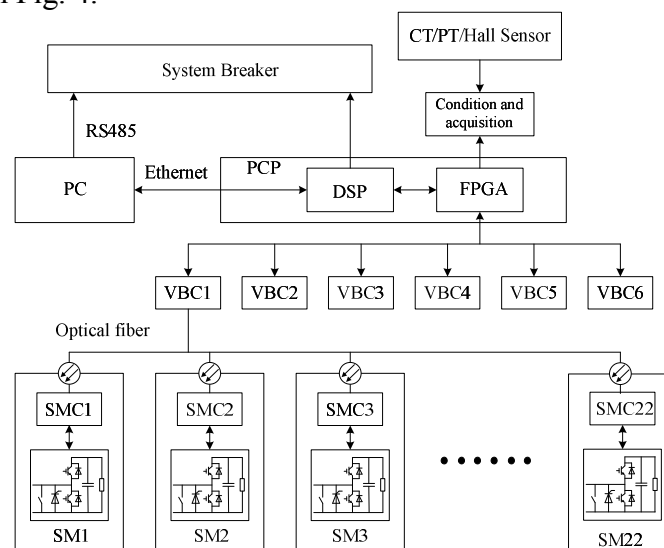 n Fig. 4.
CT/PT/Hall Sensor
System Breaker
Condition and
acquisition
RS485
Ethernet
PCP
PC
DSP
FPGA
VBC1
VBC2
VBC3
VBC4
VBC5
VBC6
Optical fiber
SMC1
SMC2
SMC3
SMC22
SM1
SM2
SM3
SM22